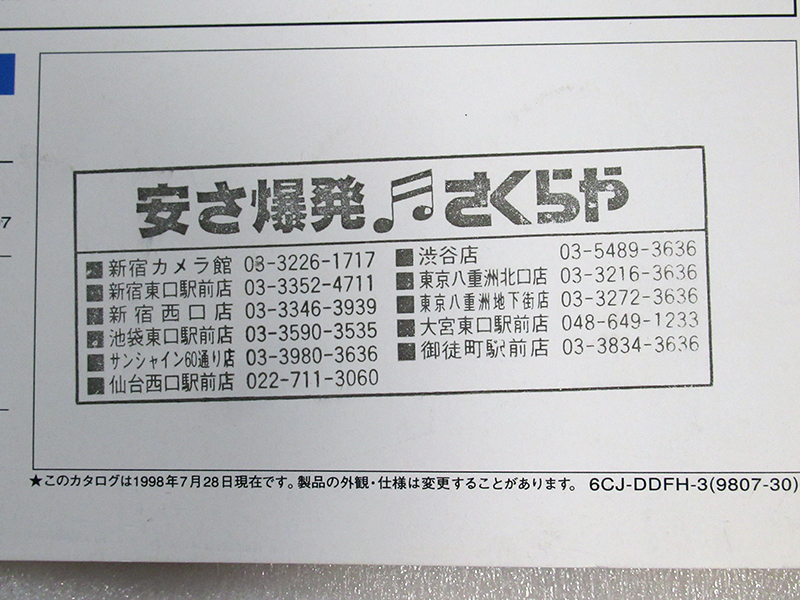 安さ爆発 さくらや
新宿カメラ館 03-3226-1717
新宿東口駅前店 03-3352-4711
新宿西口店 03-3346-3939
池袋東口駅前店 03-3590-3535
サンシャイン60通り店 03-3980-3636
仙台西口駅前店 022-711-3060
渋谷店 03-5489-3636
東京八重洲北口店 03-3216-3636
東京八重洲地下街店 03-3272-3636
大宮東口駅前店 048-649-1233
御徒町駅前店 03-3834-3636
★このカタログは1998年7月28日現在です。製品の外観・仕様は変更することがあります。 6CJ-DDFH-3(9807-30)